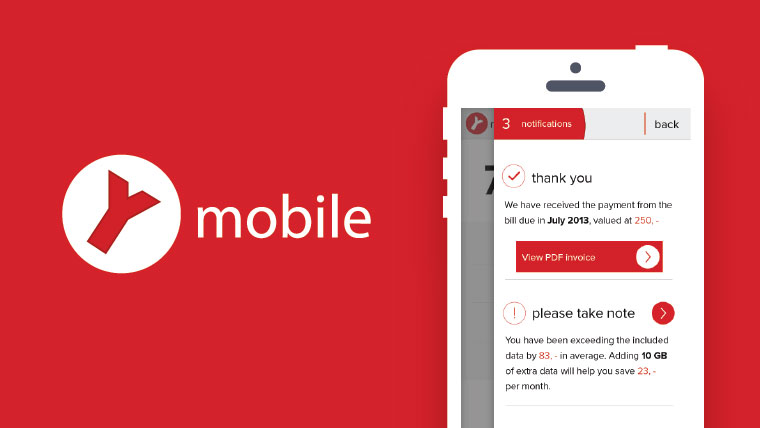 mobile
3 notifications
back
thank you
We have received the payment from the
bill due in July 2013, valued at 250, -
View PDF invoice
please take note
You have been exceeding the included
data by 83, - in average. Adding 10 GB
of extra data will help you save 23, -
per month.